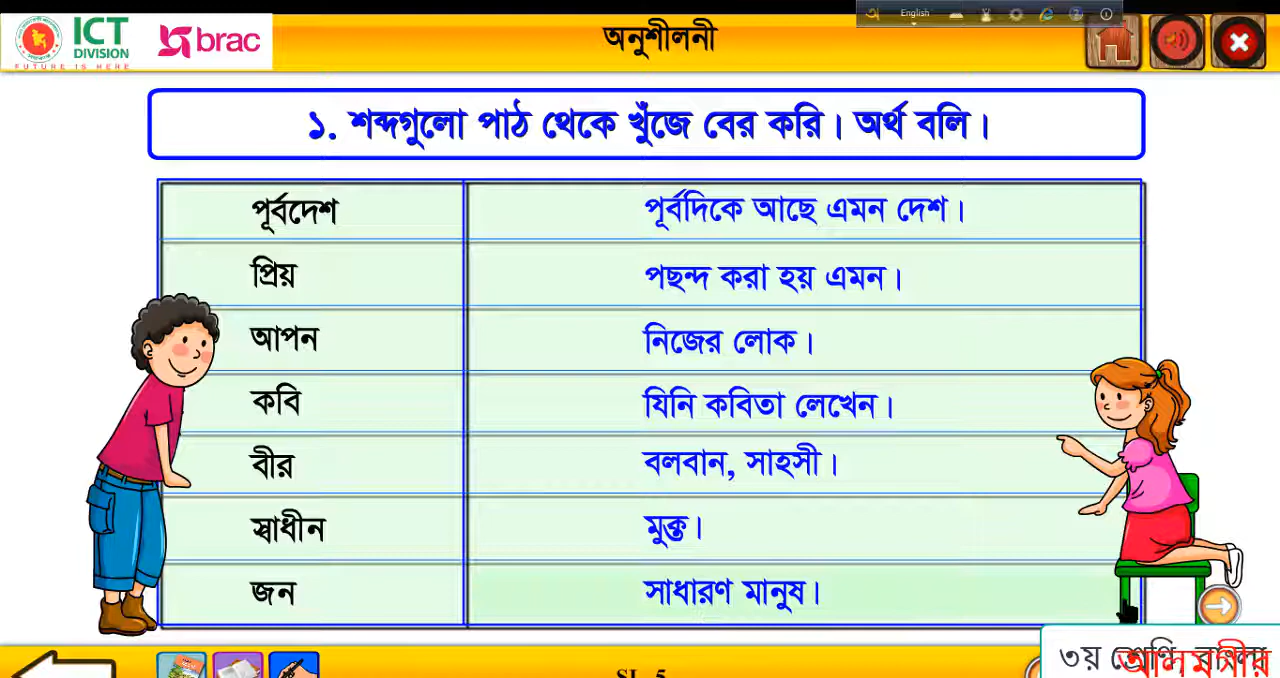 ICT
DIVISION
FUTURE IS HERE
brac
অনুশীলনী
English
১. শব্দগুলো পাঠ থেকে খুঁজে বের করি। অর্থ বলি।
পূর্বদেশ পূর্বদিকে আছে এমন দেশ।
প্রিয় পছন্দ করা হয় এমন।
আপন নিজের লোক।
কবি যিনি কবিতা লেখেন।
বীর বলবান, সাহসী।
স্বাধীন মুক্ত।
জন সাধারণ মানুষ।
৩য় শ্রেণি, বাংলা
আলমগীর